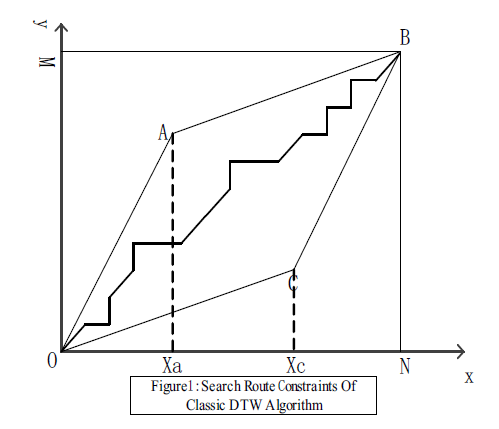 y
M
B
A
C
O
Xa
Xc
N
x
Figure1: Search Route Constraints Of
Classic DTW Algorithm